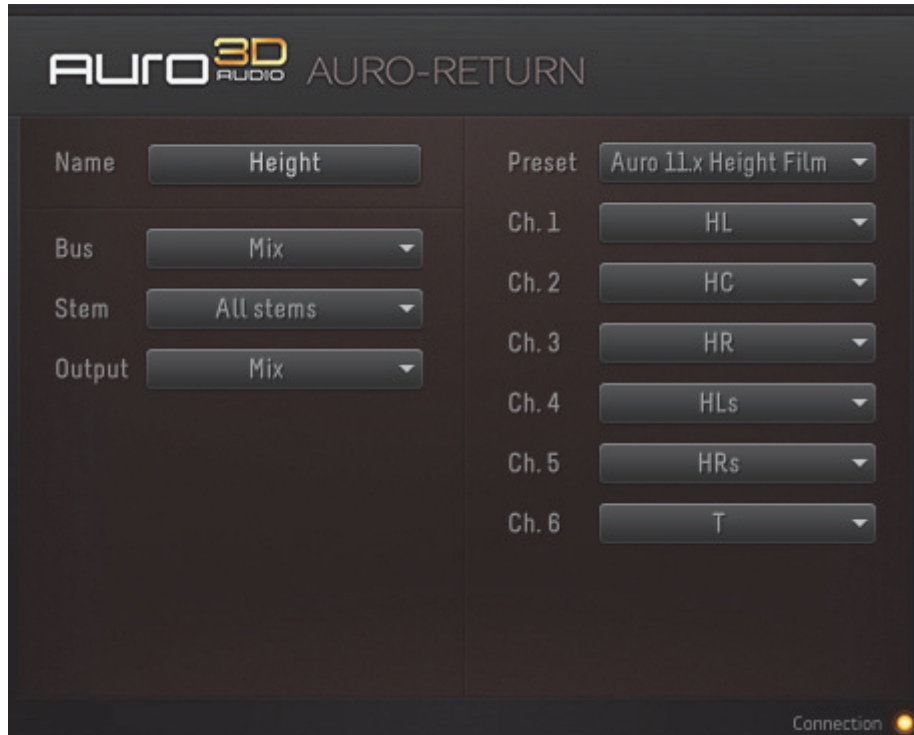 AURO 3D AUDIO AURO-RETURN
Name Height
Bus Mix
Stem All stems
Output Mix
Preset Auro 11.x Height Film
Ch. 1 HL
Ch. 2 HC
Ch. 3 HR
Ch. 4 HLs
Ch. 5 HRs
Ch. 6 T
Connection